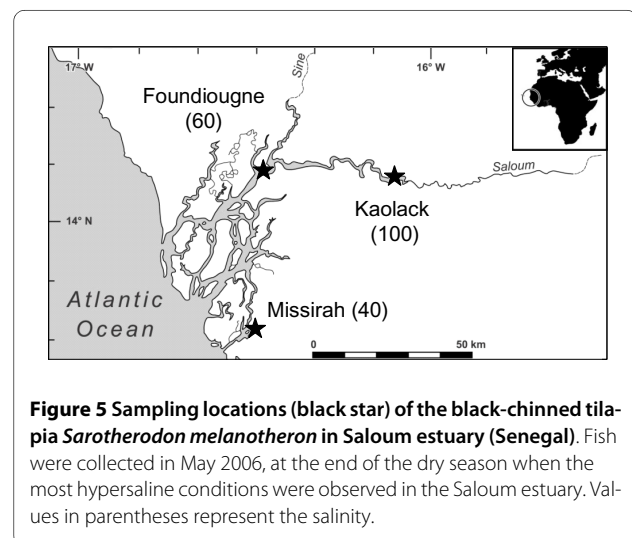 17° W
16° W
Sine
Foundiougne
(60)
Saloum
Kaolack
(100)
14° N
Atlantic
Ocean
Missirah (40)
0
50 km
Figure 5 Sampling locations (black star) of the black-chinned tila-
pia Sarotherodon melanotheron in Saloum estuary (Senegal). Fish
were collected in May 2006, at the end of the dry season when the
most hypersaline conditions were observed in the Saloum estuary. Val-
ues in parentheses represent the salinity.